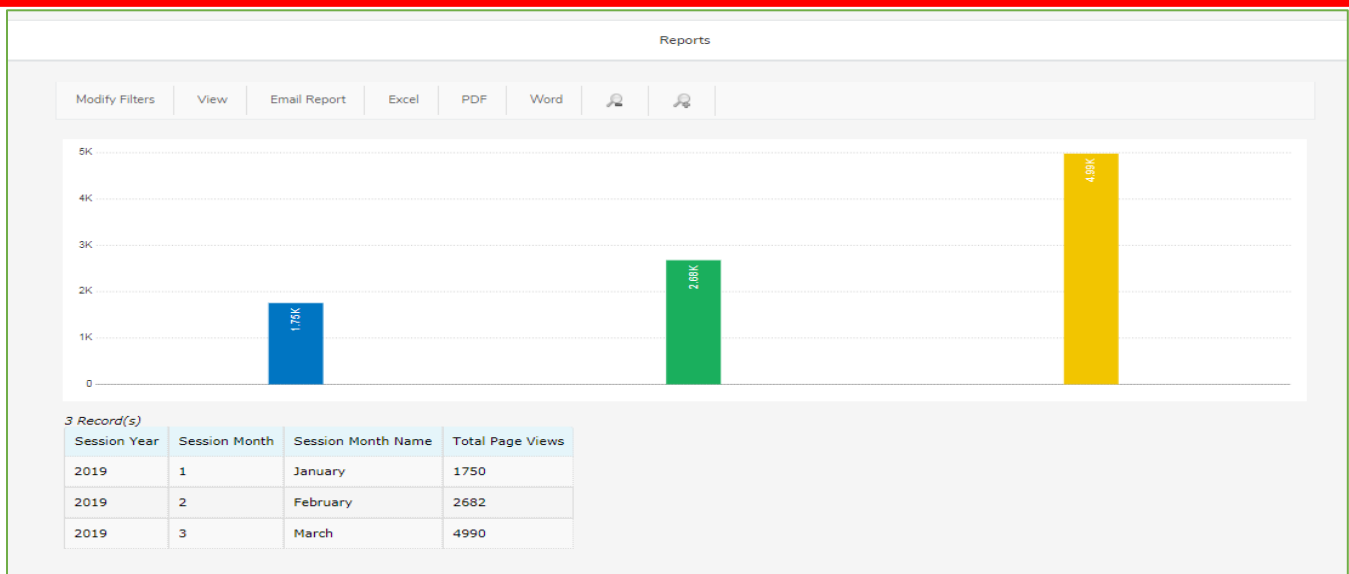 Reports
Modify Filters View Email Report Excel PDF Word
5K
4K
3K
2K
1K
0
1.75K
2.68K
4.99K
3 Record(s)
Session Year Session Month Session Month Name Total Page Views
2019 1 January 1750
2019 2 February 2682
2019 3 March 4990